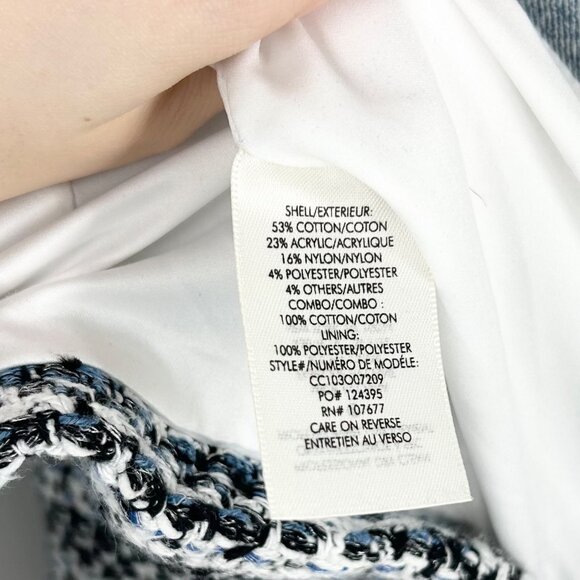 SHELL/EXTERIEUR:
53% COTTON/COTON
23% ACRYLIC/ACRYLIQUE
16% NYLON/NYLON
4% POLYESTER/POLYESTER
4% OTHERS/AUTRES
COMBO/COMBO :
100% COTTON/COTON
LINING:
100% POLYESTER/POLYESTER
STYLE#/NUMÉRO DE MODÉLE:
CC103O07209
PO# 124395
RN# 107677
CARE ON REVERSE
ENTRETIEN AU VERSO